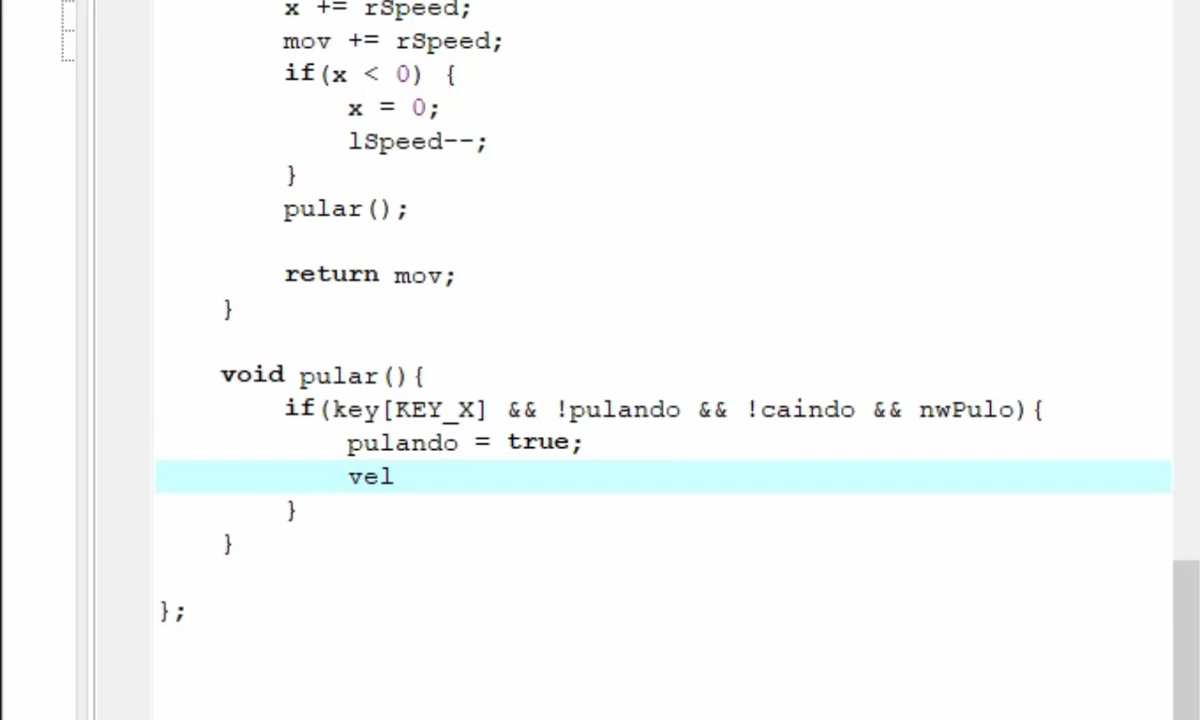 x += rSpeed;
mov += rSpeed;
if(x < 0) {
x = 0;
lSpeed--;
}
pular();
return mov;
}
void pular(){
if(key[KEY_X] && !pulando && !caindo && nwPulo){
pulando = true;
vel
}
}
};